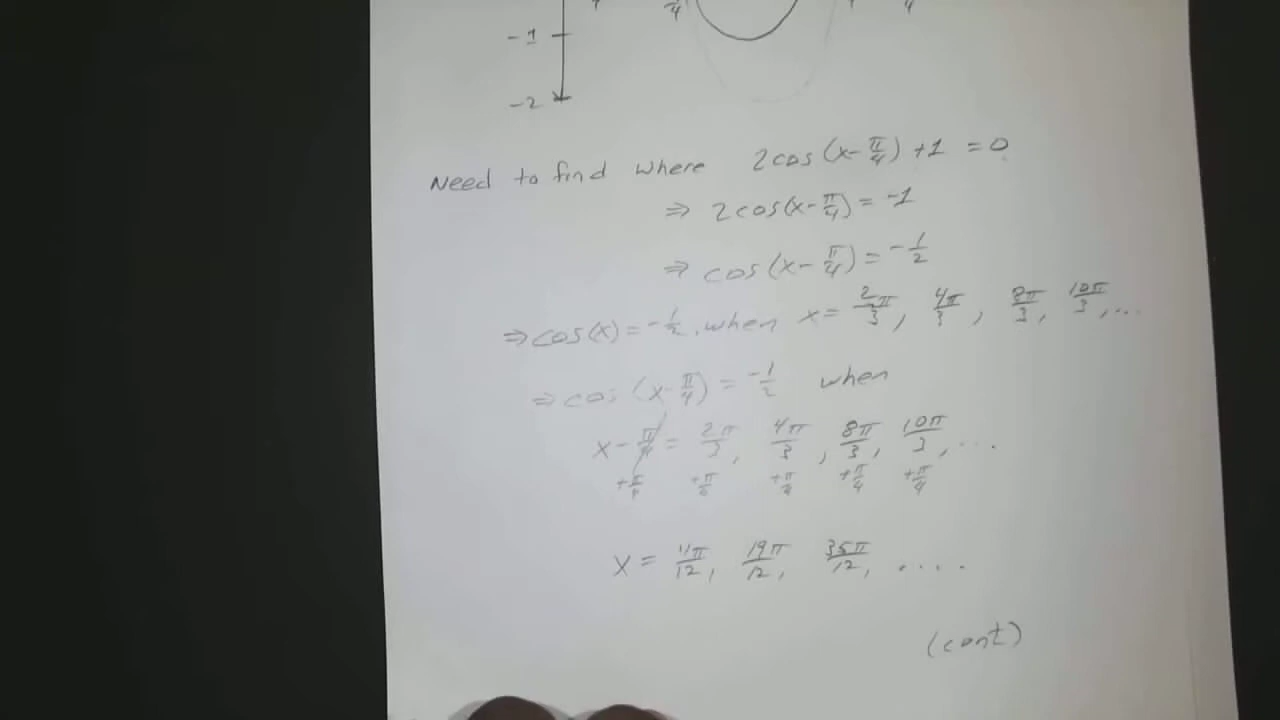 -1
-2
Need to find where 2cos(x-π/4)+1 =0
⇒ 2cos(x-π/4)= -1
⇒ cos(x-π/4)= -1/2
⇒cos(x)= -1/2 when x= 2π/3, 4π/3, 8π/3, 10π/3,...
⇒ cos(x-π/4) = -1/2 when
x-π/4= 2π/3, 4π/3, 8π/3, 10π/3, ...
+π/4 +π/4 +π/4 +π/4 +π/4
x= 11π/12, 19π/12, 35π/12, .....
(cont)